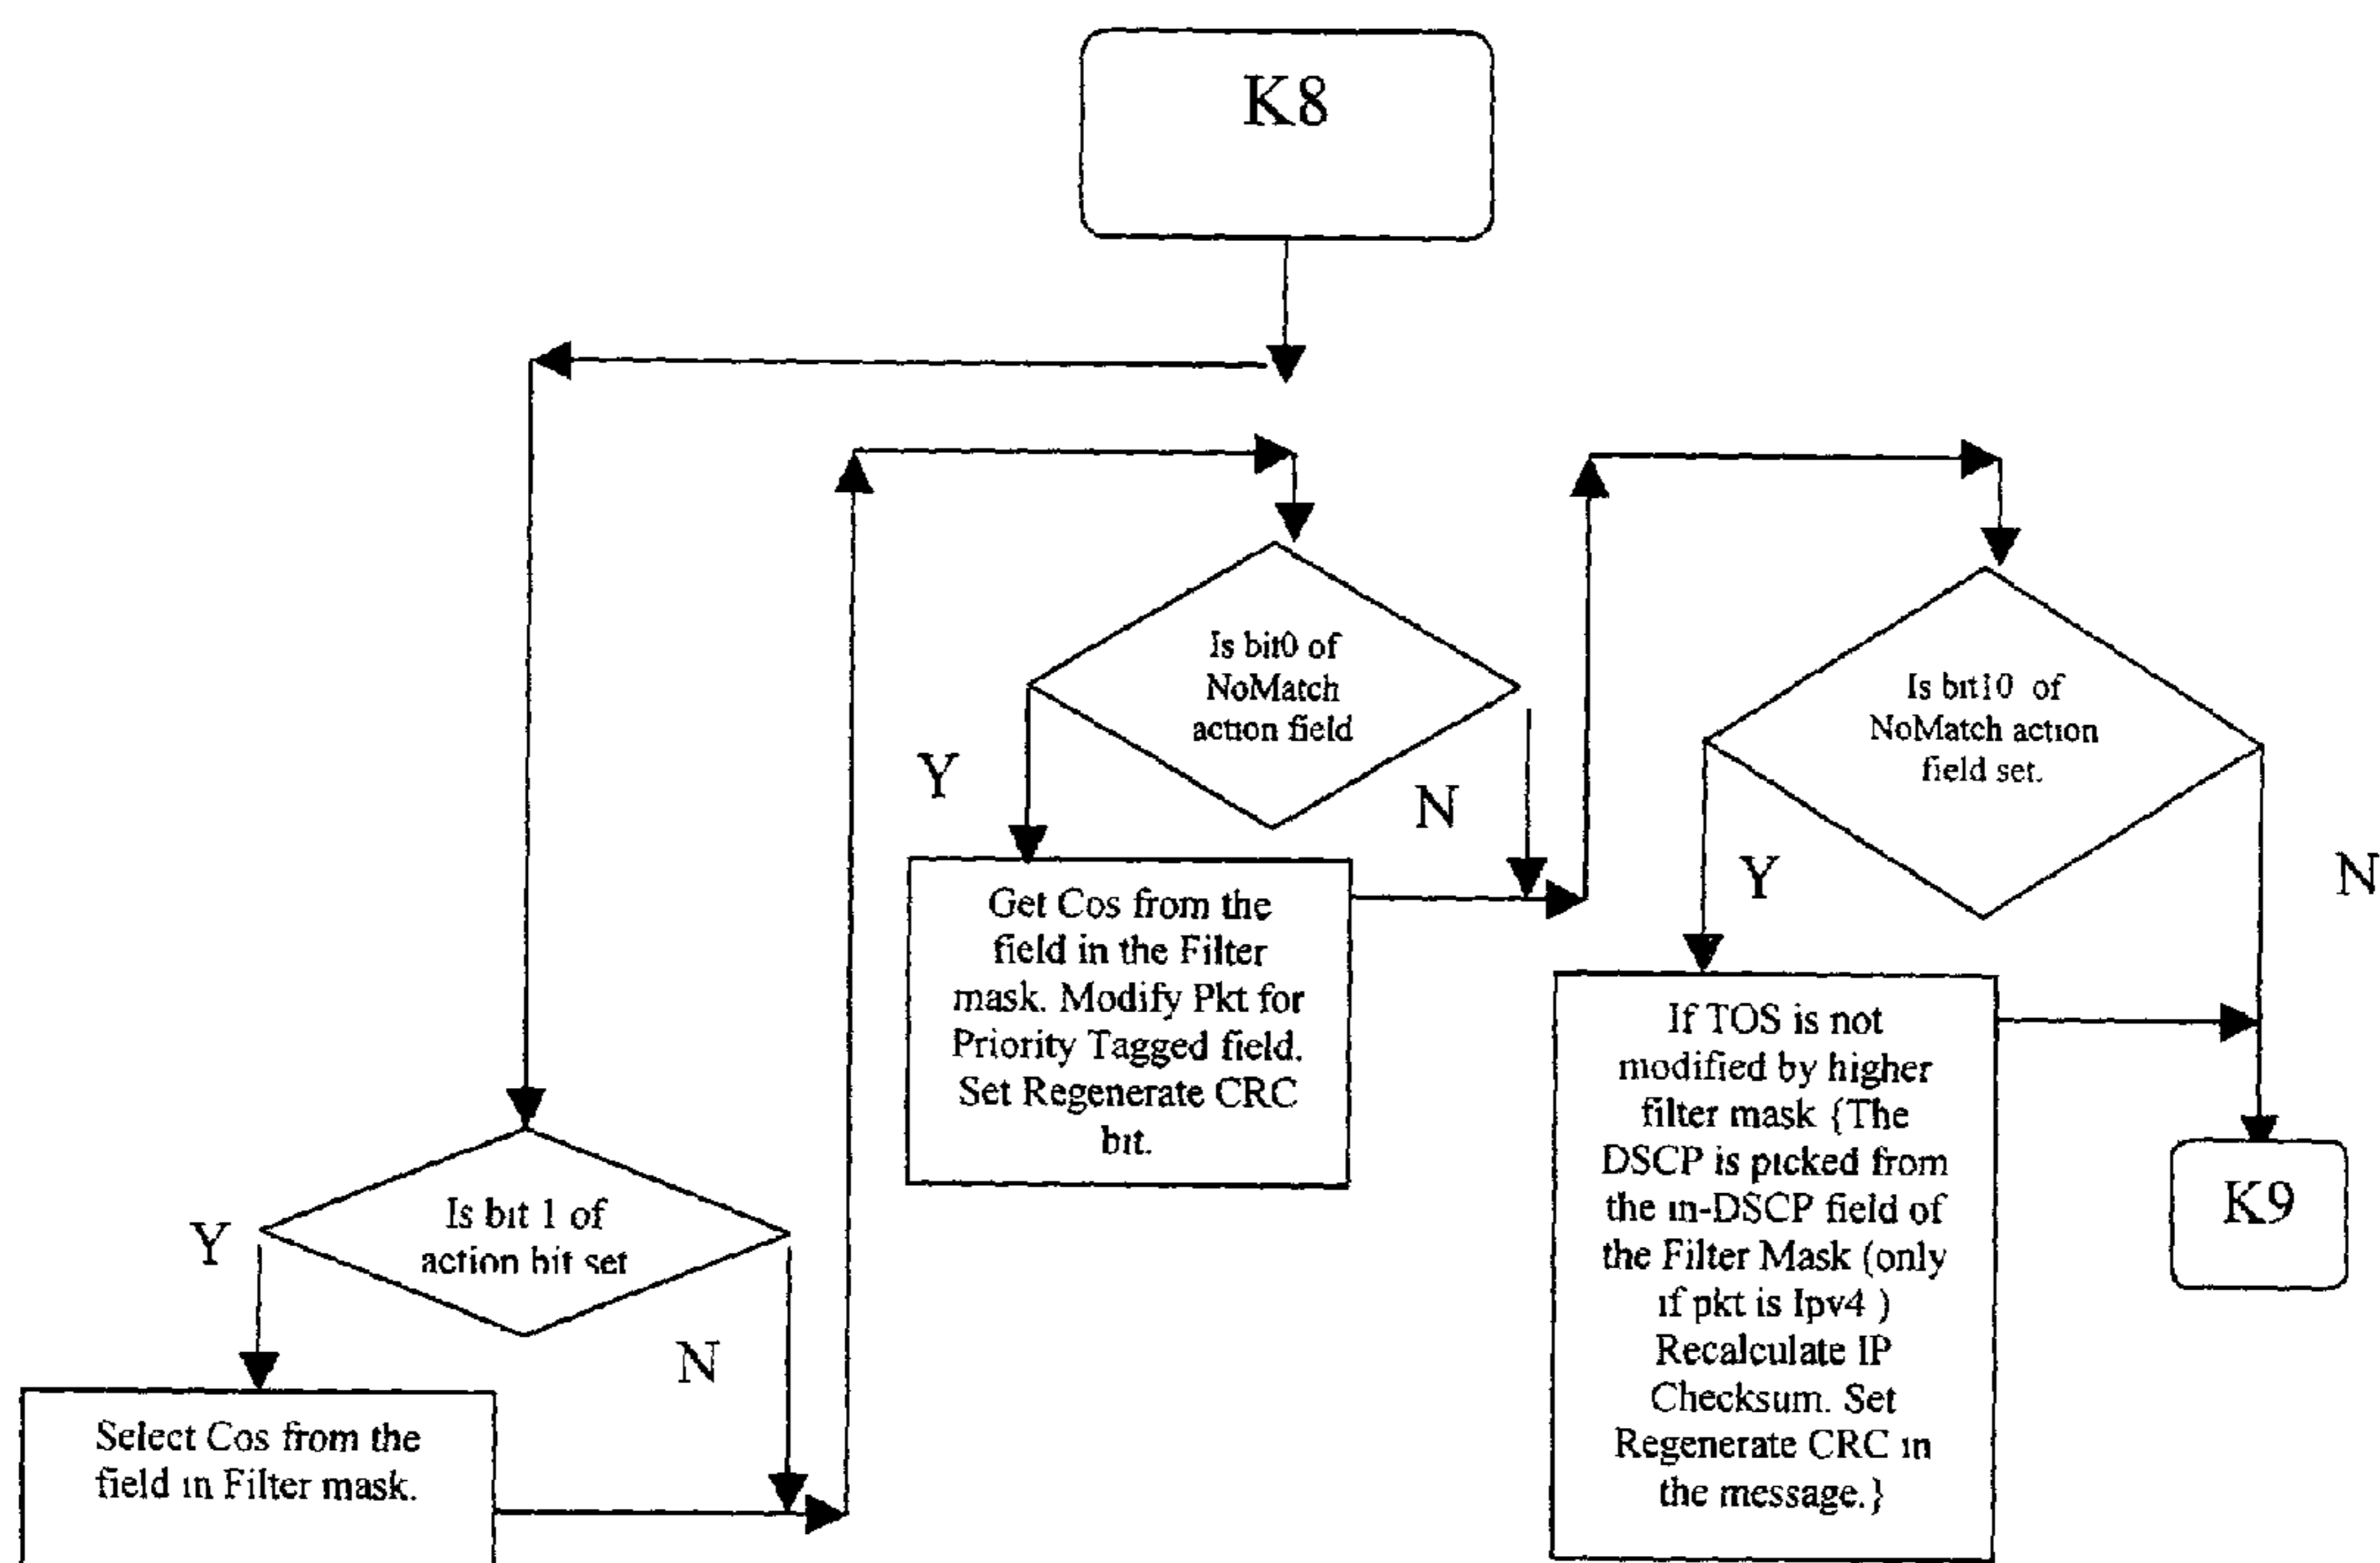 K8
Is bit0 of
NoMatch
action field
Y
N
Get Cos from the
field in the Filter
mask. Modify Pkt for
Priority Tagged field.
Set Regenerate CRC
bit.
Is bit10 of
NoMatch action
field set.
Y
N
If TOS is not
modified by higher
filter mask {The
DSCP is picked from
the in-DSCP field of
the Filter Mask (only
if pkt is Ipv4 )
Recalculate IP
Checksum. Set
Regenerate CRC in
the message.}
K9
Is bit 1 of
action bit set
Y
N
Select Cos from the
field in Filter mask.